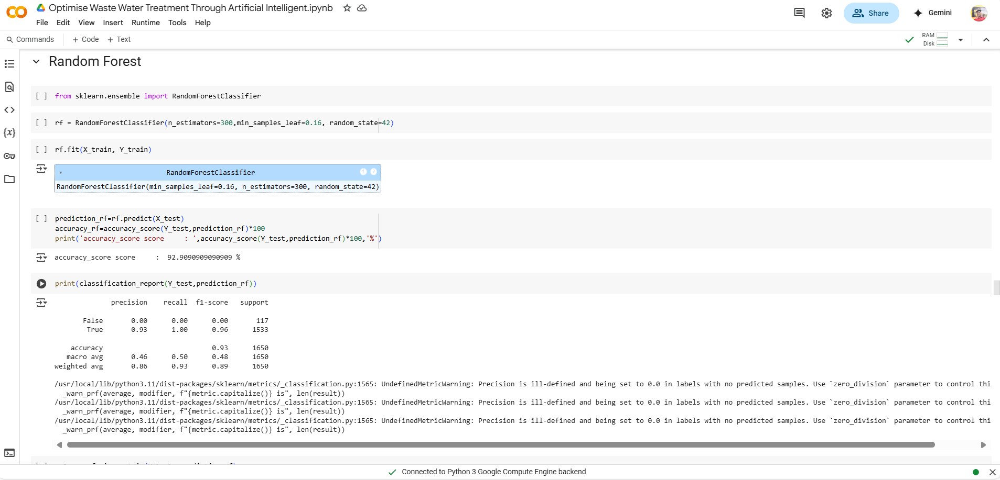 Optimise Waste Water Treatment Through Artificial Intelligent.ipynb
File Edit View Insert Runtime Tools Help
Share
Gemini
Commands + Code + Text
RAM
Disk
Random Forest
[ ] from sklearn.ensemble import RandomForestClassifier
[ ] rf = RandomForestClassifier(n_estimators=300,min_samples_leaf=0.16, random_state=42)
[ ] rf.fit(X_train, Y_train)
RandomForestClassifier
RandomForestClassifier(min_samples_leaf=0.16, n_estimators=300, random_state=42)
[ ] prediction_rf=rf.predict(X_test)
accuracy_rf=accuracy_score(Y_test,prediction_rf)*100
print('accuracy_score score     : ',accuracy_score(Y_test,prediction_rf)*100,'%')
accuracy_score score     :  92.9090909090909 %
print(classification_report(Y_test,prediction_rf))
precision    recall  f1-score   support
False       0.00      0.00      0.00       117
True       0.93      1.00      0.96      1533
accuracy                           0.93      1650
macro avg       0.46      0.50      0.48      1650
weighted avg       0.86      0.93      0.89      1650
/usr/local/lib/python3.11/dist-packages/sklearn/metrics/_classification.py:1565: UndefinedMetricWarning: Precision is ill-defined and being set to 0.0 in labels with no predicted samples. Use `zero_division` parameter to control thi
_warn_prf(average, modifier, f"{metric.capitalize()} is", len(result))
/usr/local/lib/python3.11/dist-packages/sklearn/metrics/_classification.py:1565: UndefinedMetricWarning: Precision is ill-defined and being set to 0.0 in labels with no predicted samples. Use `zero_division` parameter to control thi
_warn_prf(average, modifier, f"{metric.capitalize()} is", len(result))
/usr/local/lib/python3.11/dist-packages/sklearn/metrics/_classification.py:1565: UndefinedMetricWarning: Precision is ill-defined and being set to 0.0 in labels with no predicted samples. Use `zero_division` parameter to control thi
_warn_prf(average, modifier, f"{metric.capitalize()} is", len(result))
Connected to Python 3 Google Compute Engine backend